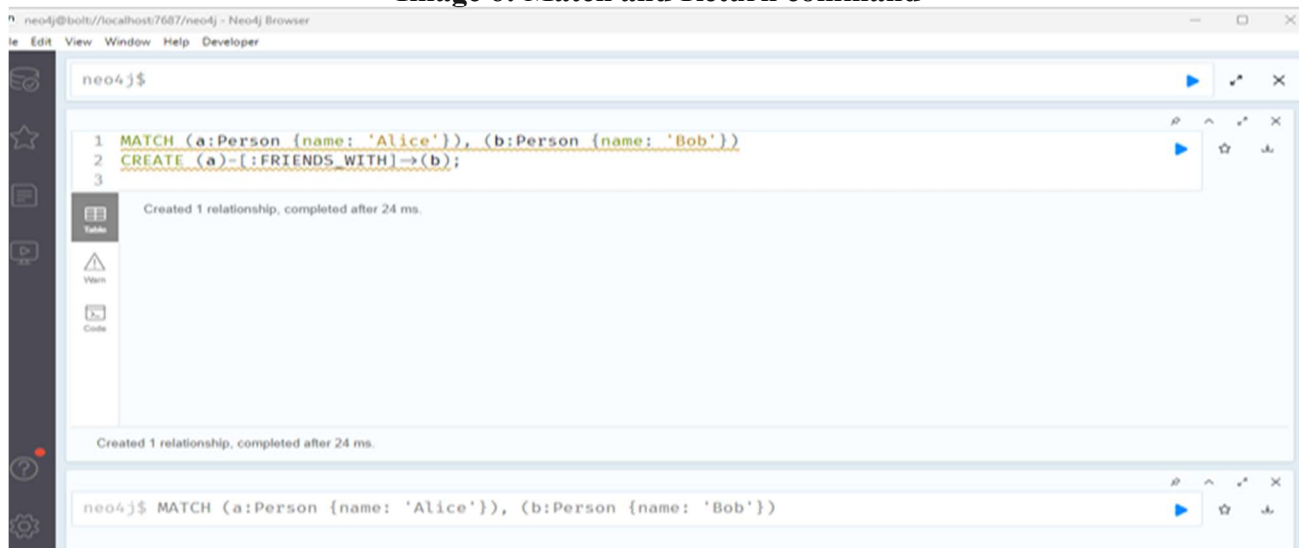 neo4j@bolt://localhost:7687/neo4j - Neo4j Browser
Edit View Window Help Developer
neo4j$
1 MATCH (a:Person {name: 'Alice'}), (b:Person {name: 'Bob'})
2 CREATE (a)-[:FRIENDS_WITH]→(b);
3
Created 1 relationship, completed after 24 ms.
Table
Warn
Code
Created 1 relationship, completed after 24 ms.
neo4j$ MATCH (a:Person {name: 'Alice'}), (b:Person {name: 'Bob'})